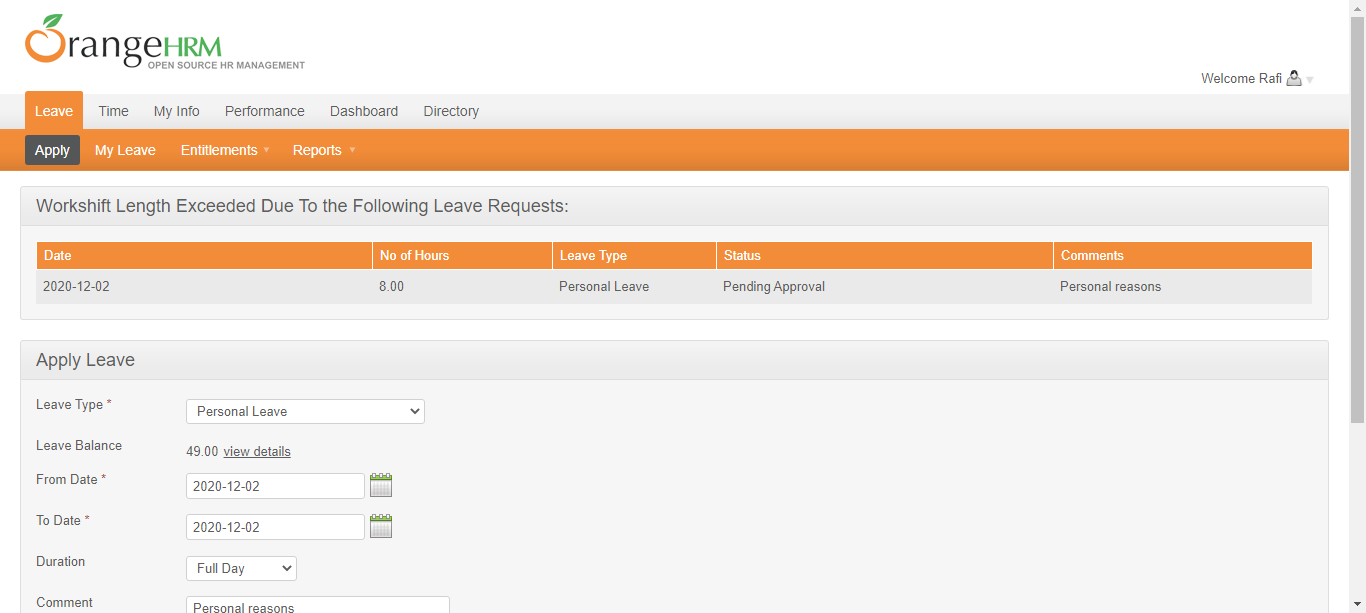 OrangeHRM
OPEN SOURCE HR MANAGEMENT
Welcome Rafi
Leave Time My Info Performance Dashboard Directory
Apply My Leave Entitlements Reports
Workshift Length Exceeded Due To the Following Leave Requests:
Date No of Hours Leave Type Status Comments
2020-12-02 8.00 Personal Leave Pending Approval Personal reasons
Apply Leave
Leave Type * Personal Leave
Leave Balance 49.00 view details
From Date * 2020-12-02
To Date * 2020-12-02
Duration Full Day
Comment Personal reasons